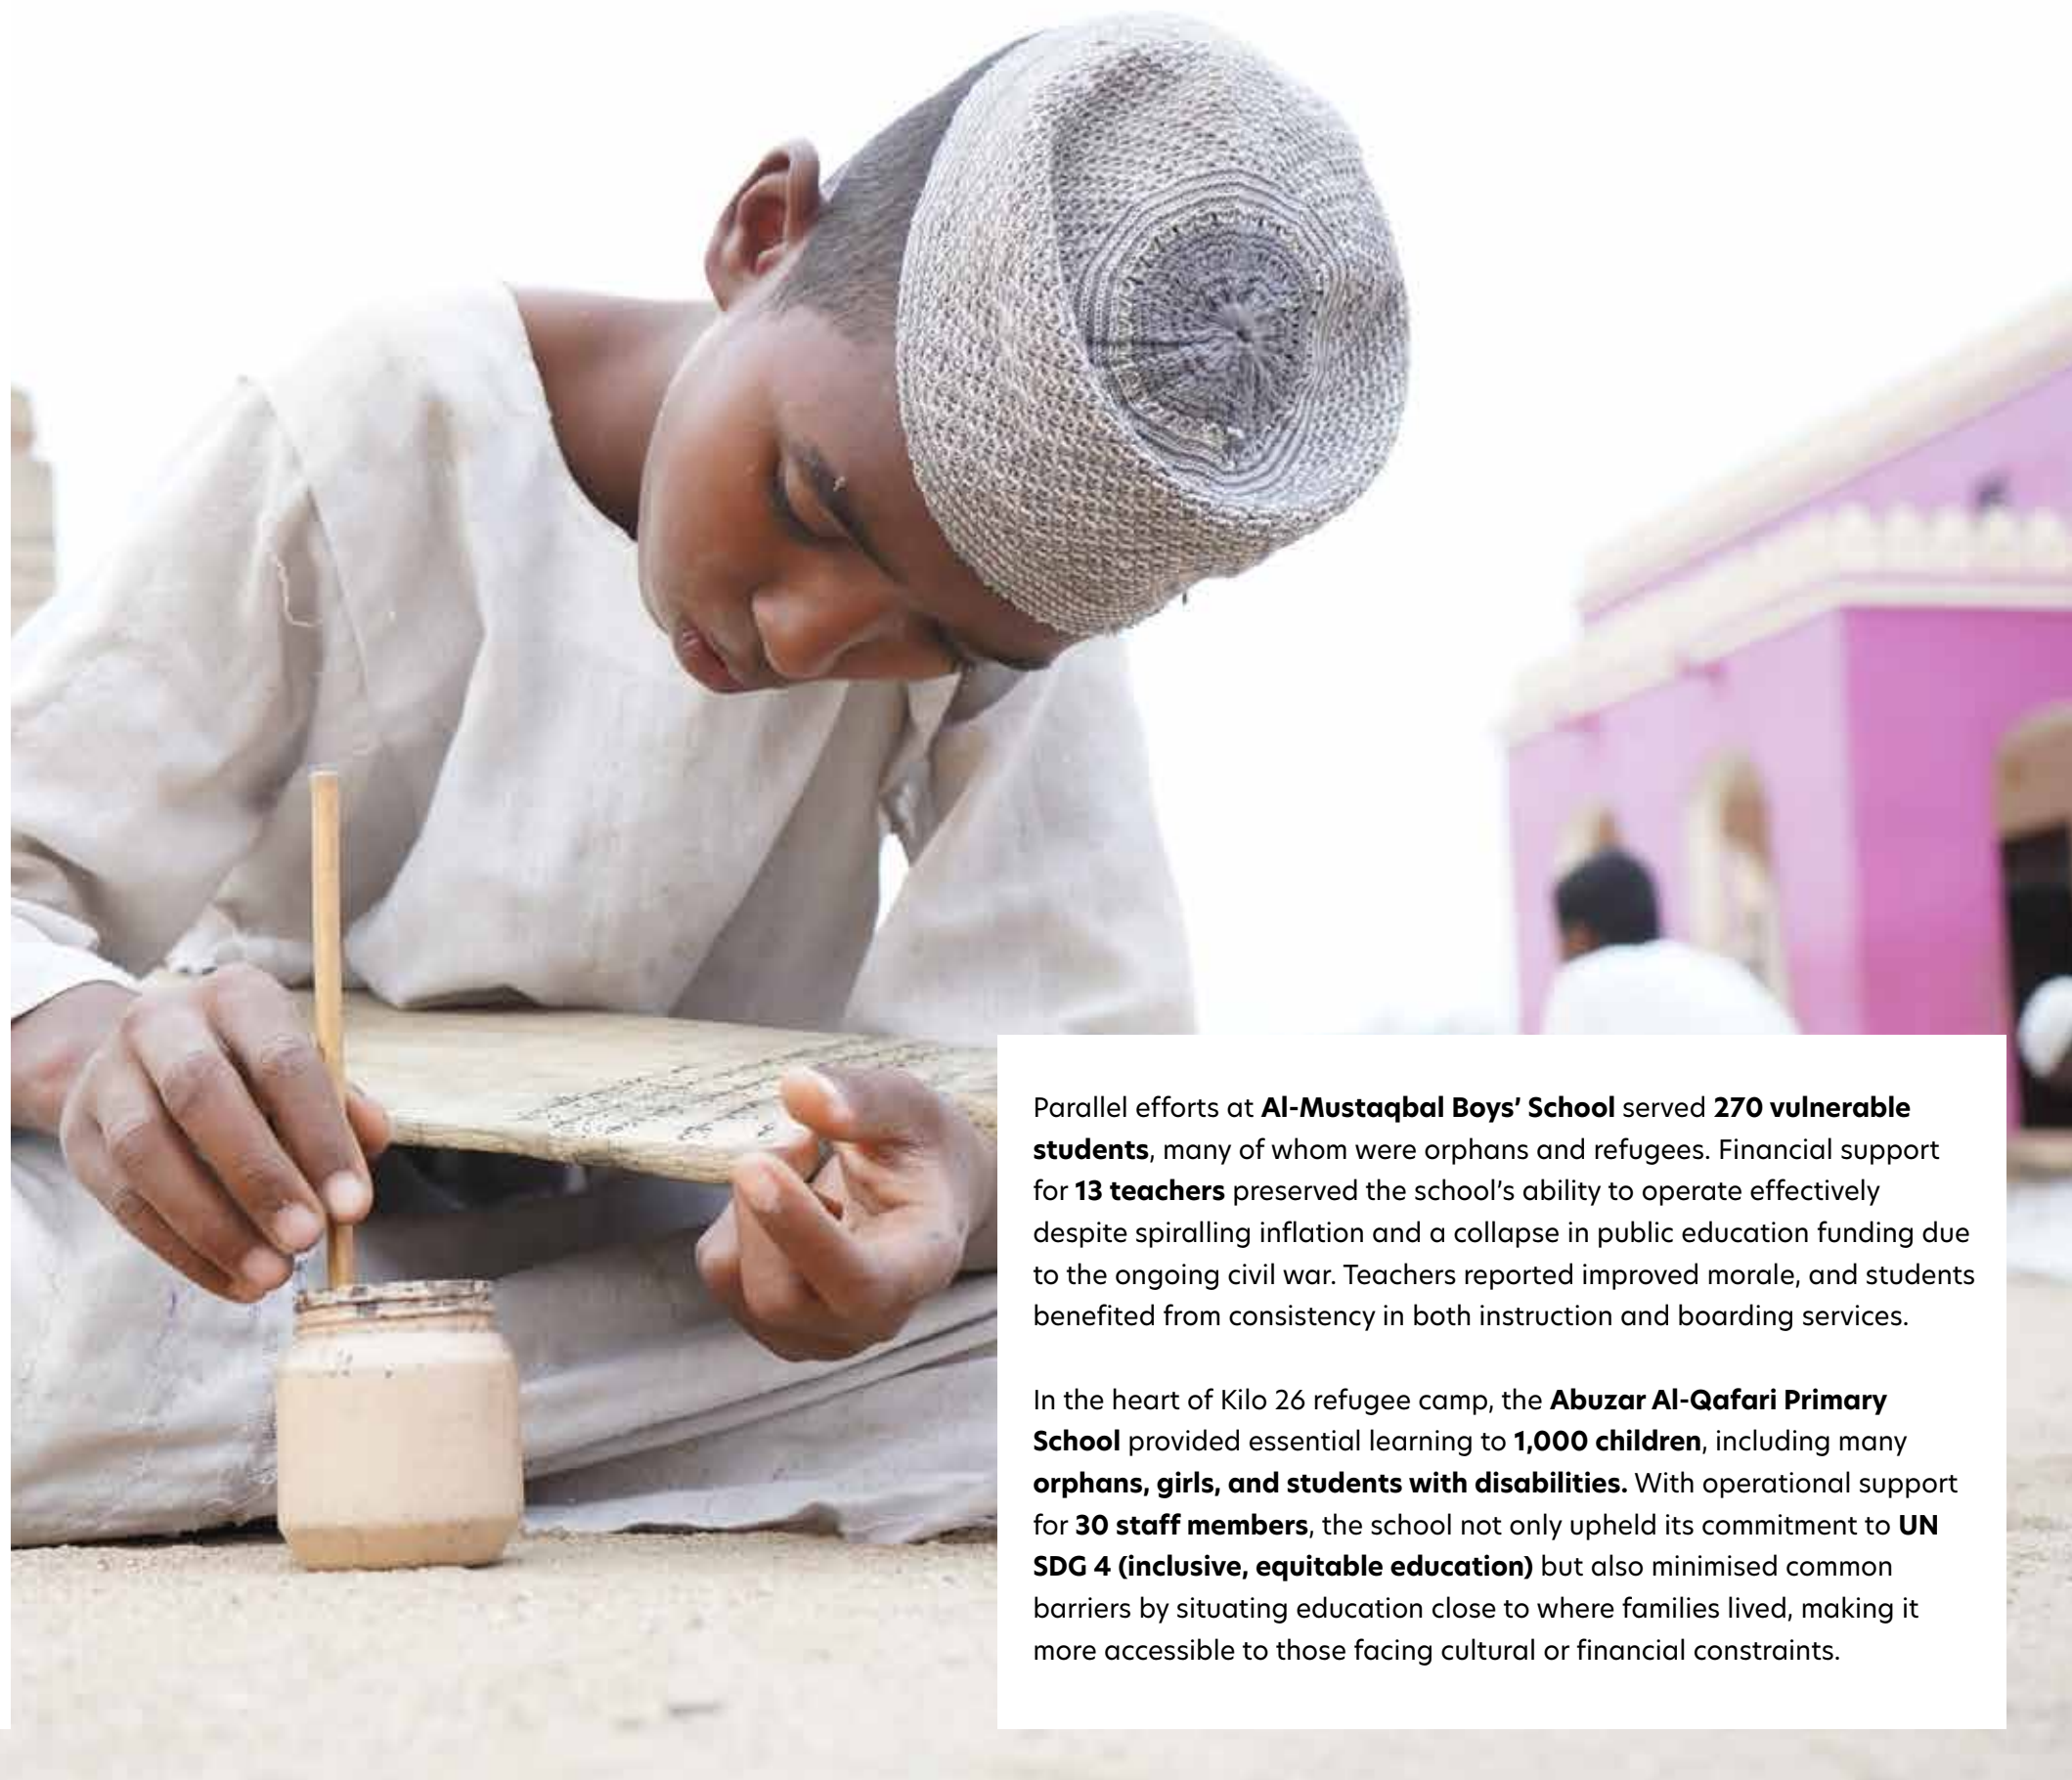 Parallel efforts at Al-Mustaqbal Boys’ School served 270 vulnerable
students, many of whom were orphans and refugees. Financial support
for 13 teachers preserved the school’s ability to operate effectively
despite spiralling inflation and a collapse in public education funding due
to the ongoing civil war. Teachers reported improved morale, and students
benefited from consistency in both instruction and boarding services.
In the heart of Kilo 26 refugee camp, the Abuzar Al-Qafari Primary
School provided essential learning to 1,000 children, including many
orphans, girls, and students with disabilities. With operational support
for 30 staff members, the school not only upheld its commitment to UN
SDG 4 (inclusive, equitable education) but also minimised common
barriers by situating education close to where families lived, making it
more accessible to those facing cultural or financial constraints.